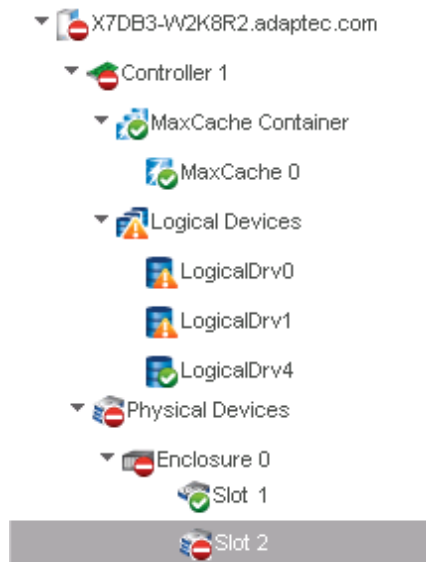 X7DB3-W2K8R2.adaptec.com
Controller 1
MaxCache Container
MaxCache 0
Logical Devices
LogicalDrv0
LogicalDrv1
LogicalDrv4
Physical Devices
Enclosure 0
Slot 1
Slot 2